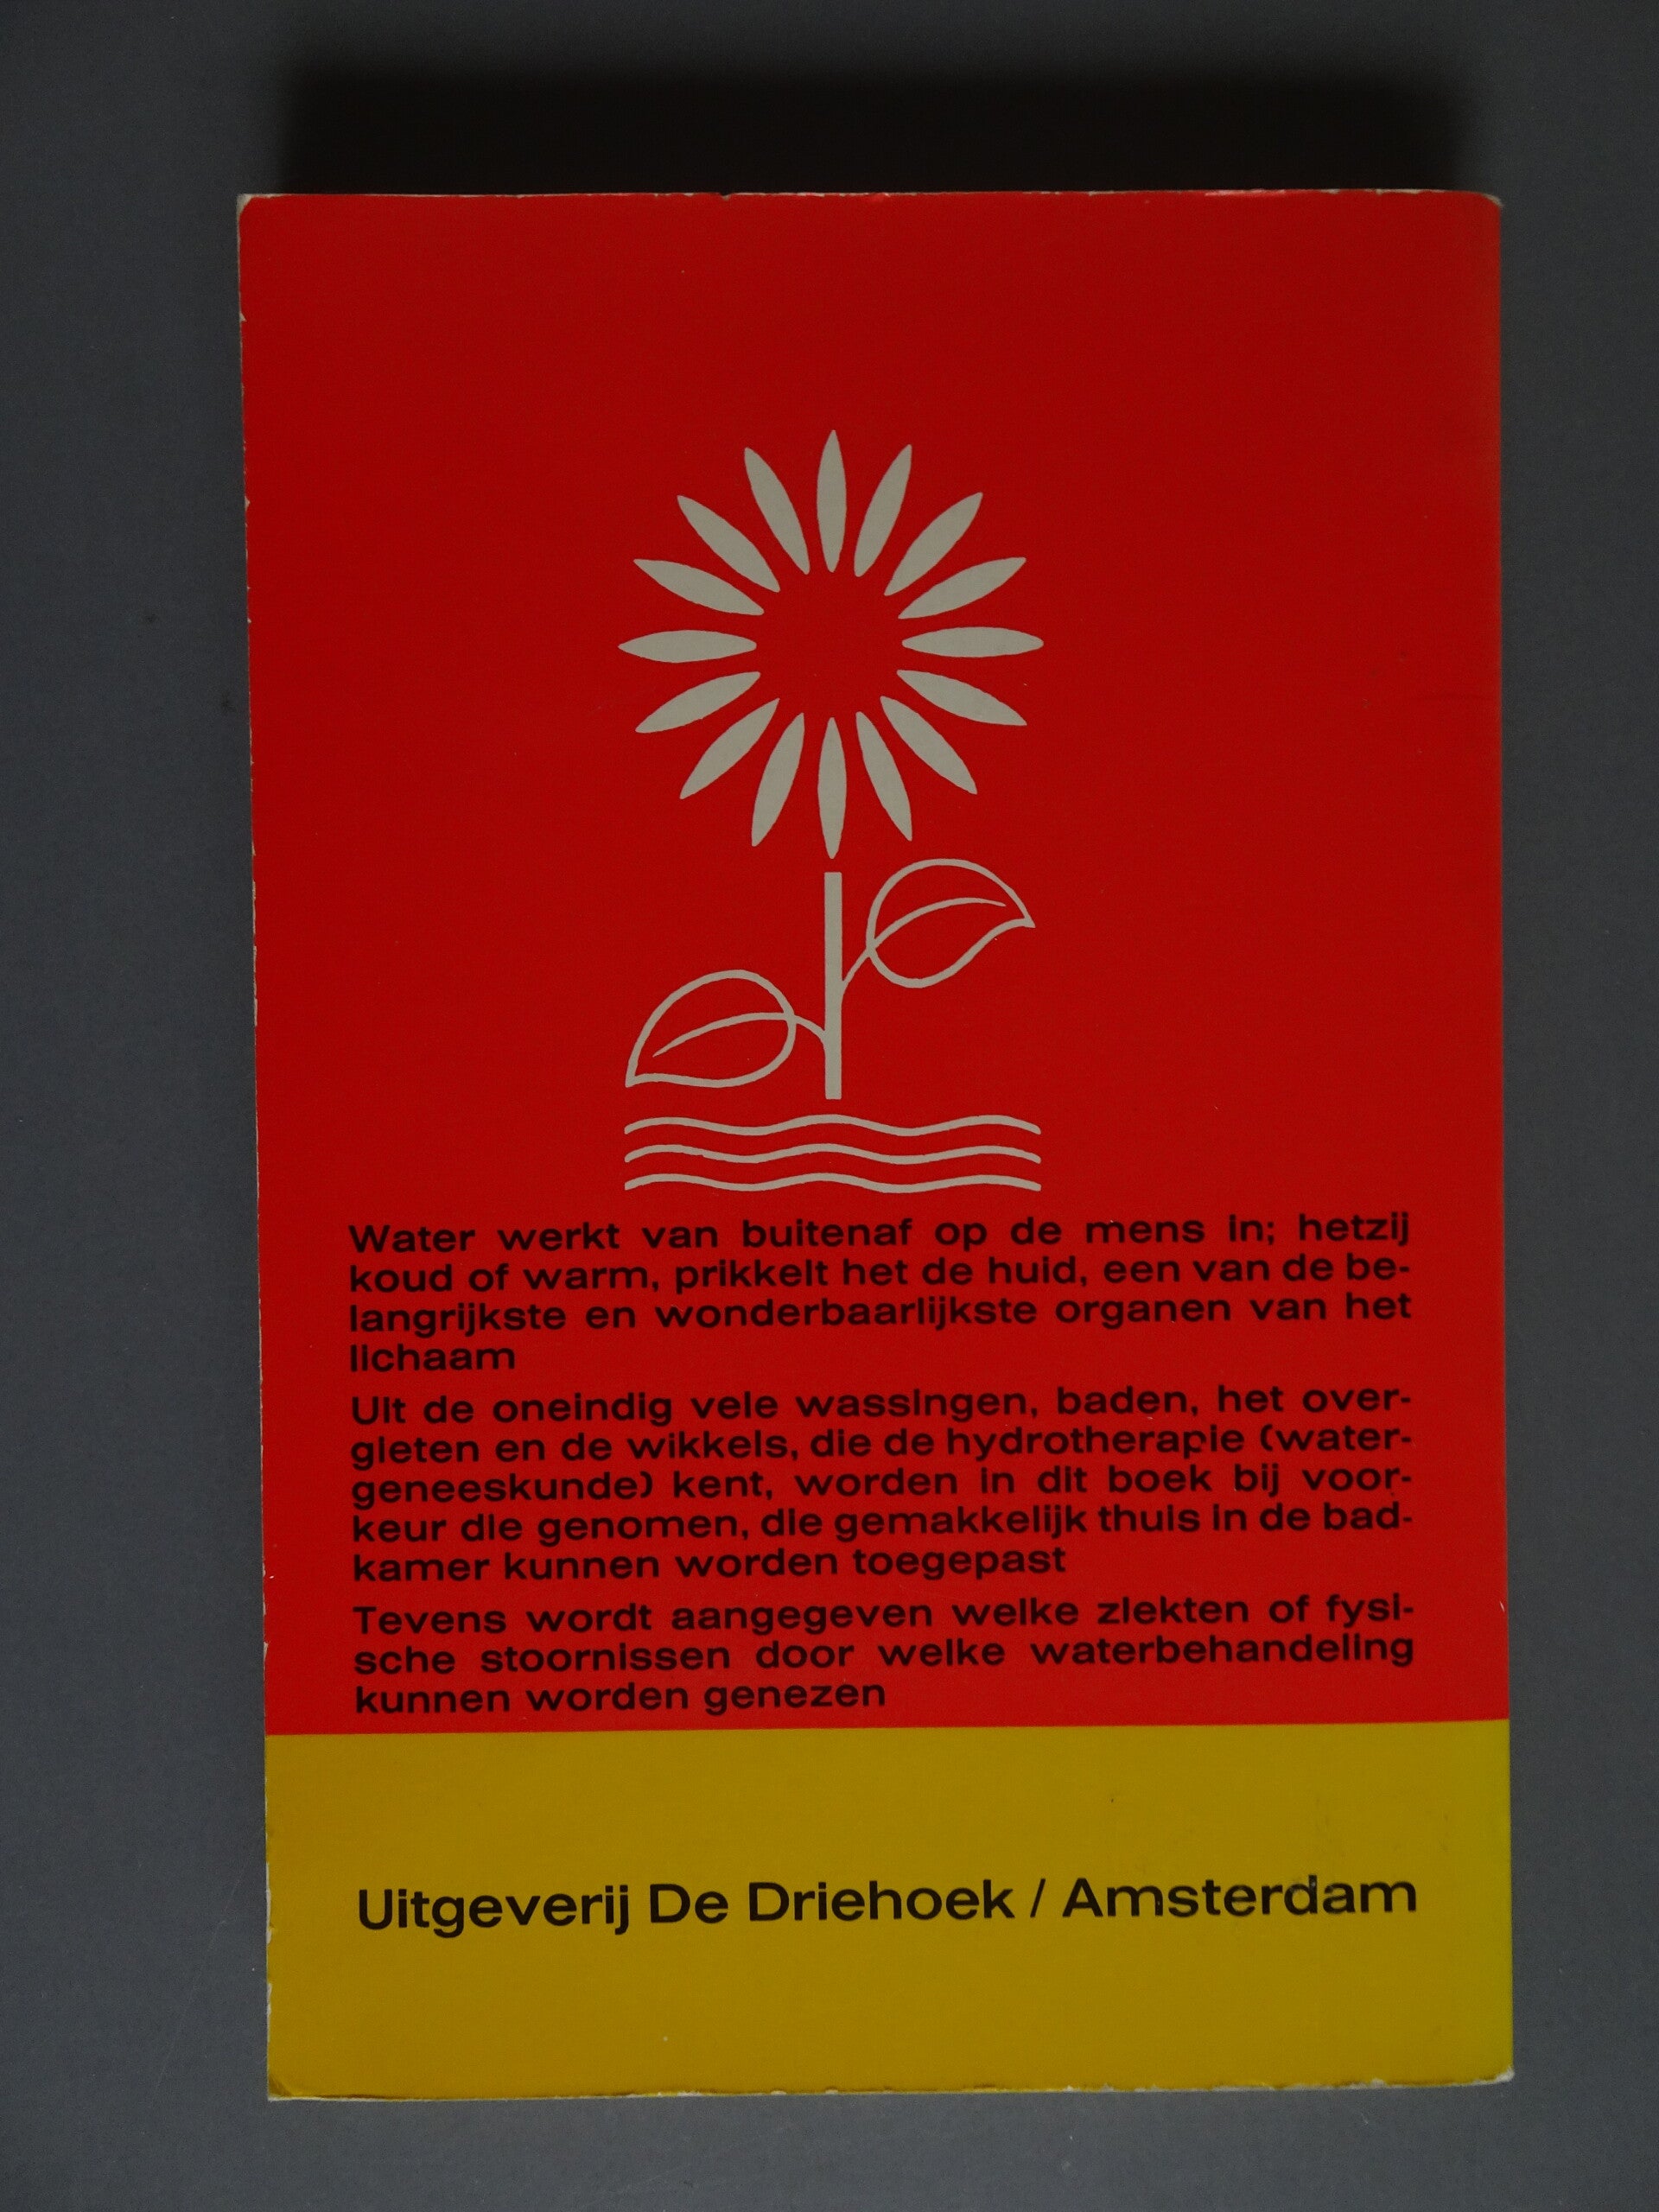 Water werkt van buitenaf op de mens in; hetzij
koud of warm, prikkelt het de huid, een van de be-
langrijkste en wonderbaarlijkste organen van het
lichaam
Uit de oneindig vele wassingen, baden, het over-
gieten en de wikkels, die de hydrotherapie (water-
geneeskunde) kent, worden in dit boek bij voor-
keur die genomen, die gemakkelijk thuis in de bad-
kamer kunnen worden toegepast
Tevens wordt aangegeven welke ziekten of fysi-
sche stoornissen door welke waterbehandeling
kunnen worden genezen
Uitgeverij De Driehoek / Amsterdam